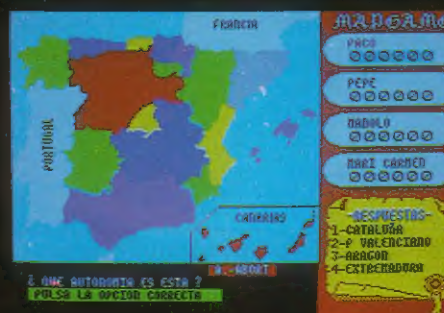 FRANCIA
MAPGAME
PACO
000000
PEPE
000000
MANOLO
000000
MARI CARMEN
000000
PORTUGAL
CANARIAS
-RESPUESTAS-
1-CATALUÑA
2-P VALENCIANO
3-ARAGON
4-EXTREMADURA
ABORT
¿ QUE AUTONOMIA ES ESTA ?
PULSA LA OPCION CORRECTA